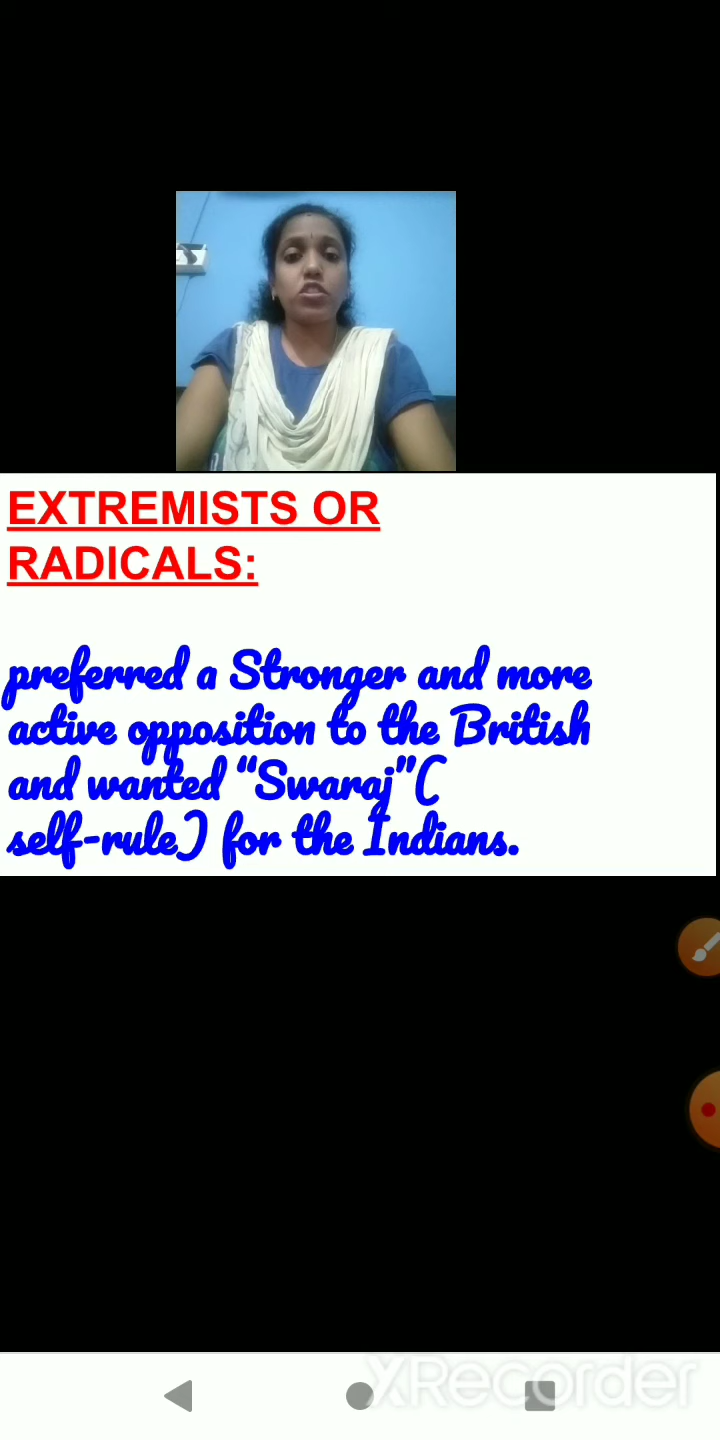 EXTREMISTS OR
RADICALS:
preferred a Stronger and more
active opposition to the British
and wanted “Swaraj”(
self-rule) for the Indians.
XRecorder